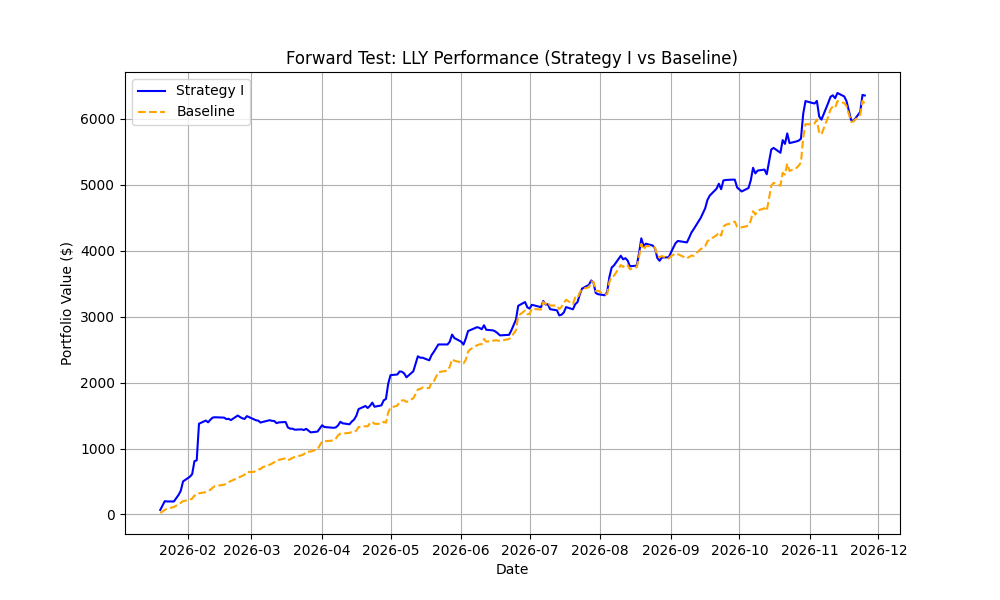 Forward Test: LLY Performance (Strategy I vs Baseline)
Strategy I
Baseline
Portfolio Value ($)
6000
5000
4000
3000
2000
1000
0
2026-02 2026-03 2026-04 2026-05 2026-06 2026-07 2026-08 2026-09 2026-10 2026-11 2026-12
Date